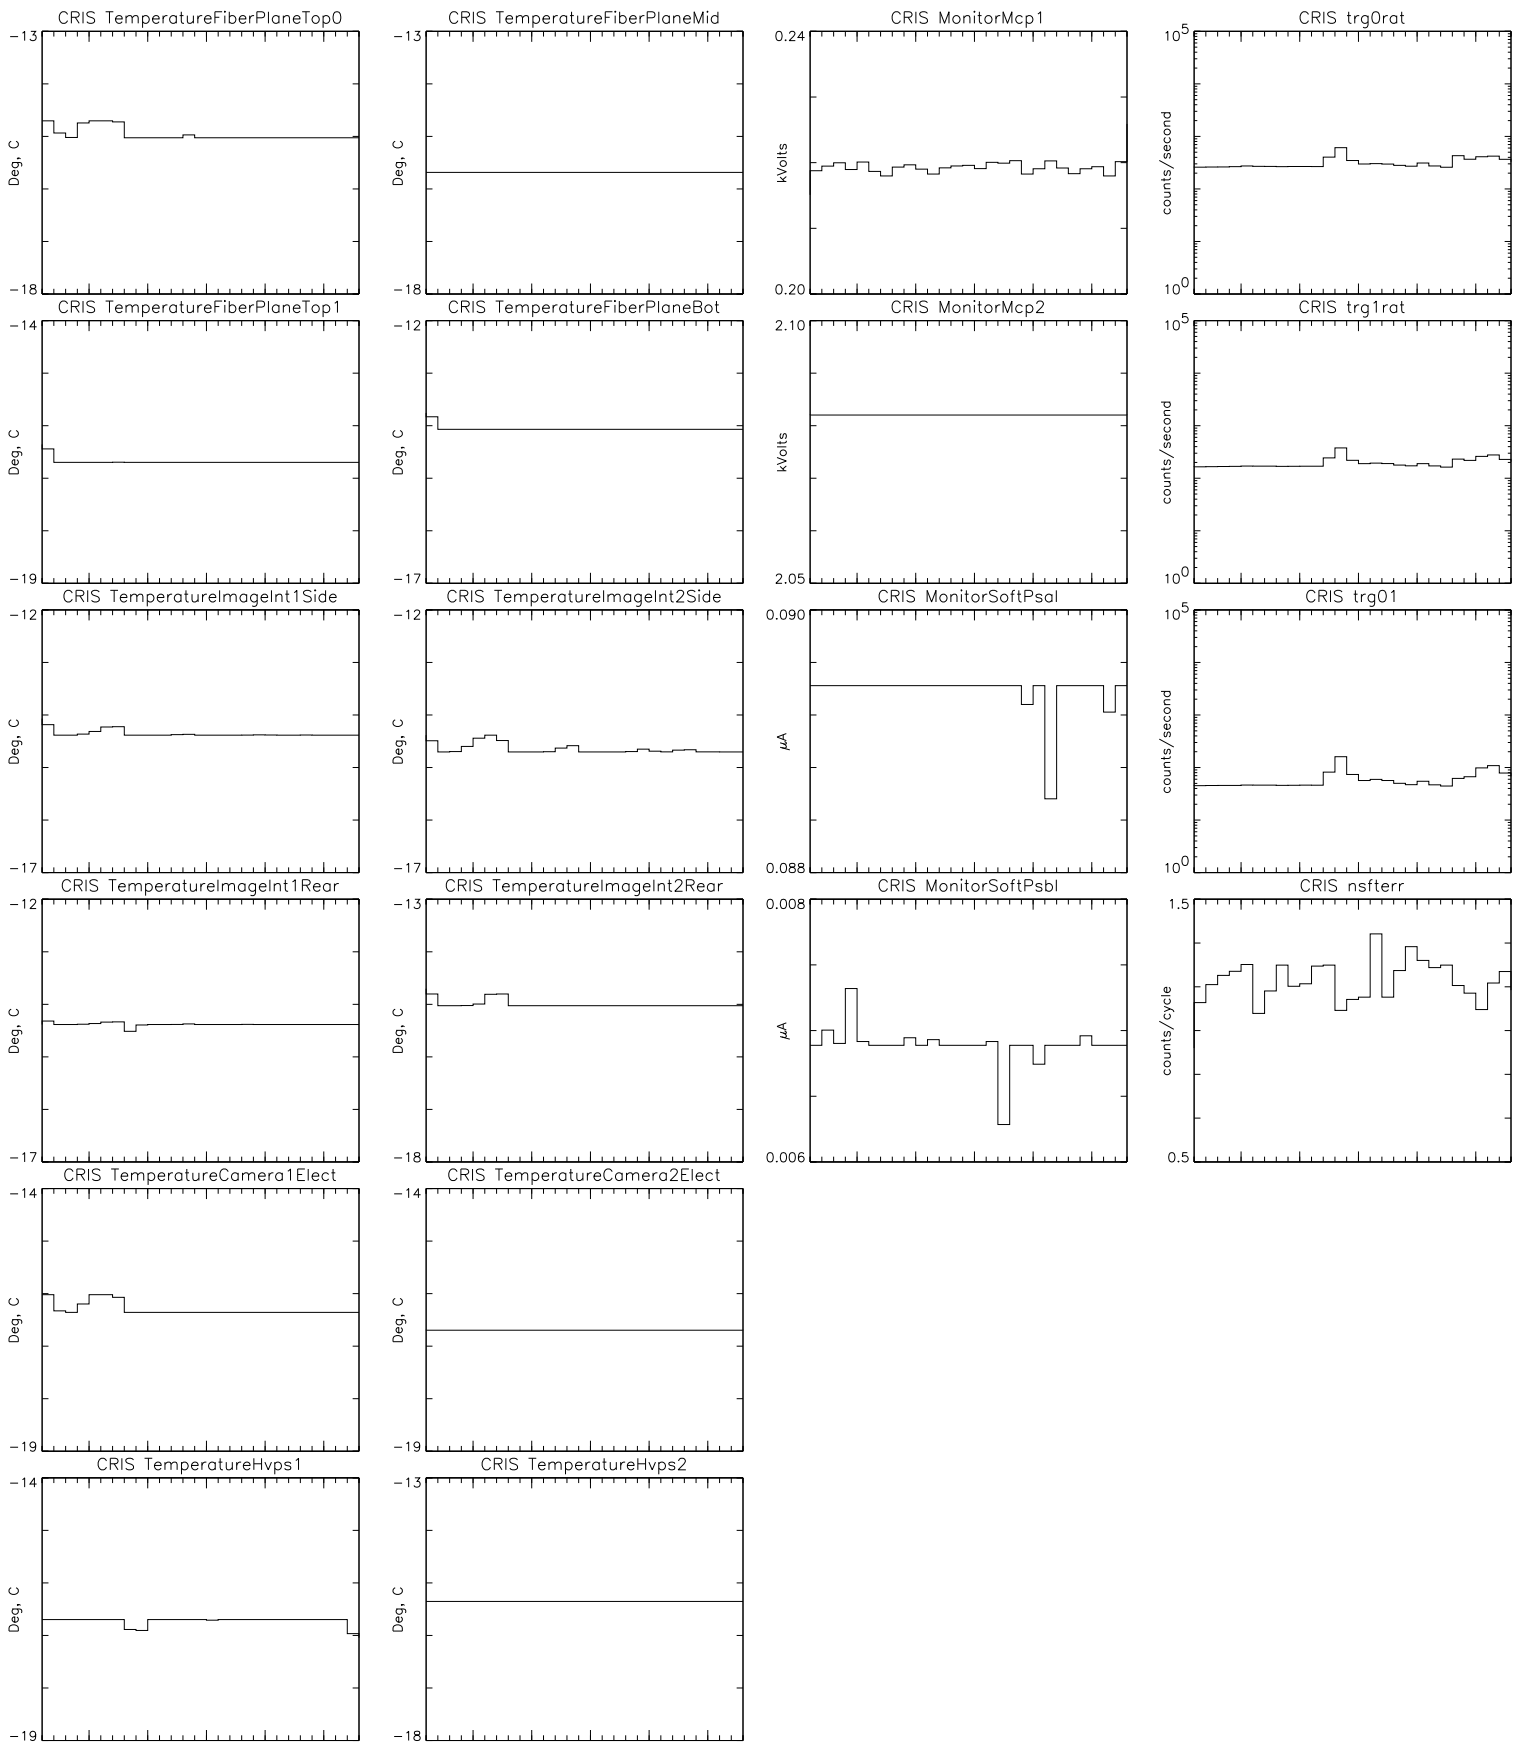 CRIS TemperatureFiberPlaneTop0
-13
Deg, C
-18
CRIS TemperatureFiberPlaneMid
-13
Deg, C
-18
CRIS MonitorMcp1
0.24
kVolts
0.20
CRIS trg0rat
10^5
counts/second
10^0
CRIS TemperatureFiberPlaneTop1
-14
Deg, C
-19
CRIS TemperatureFiberPlaneBot
-12
Deg, C
-17
CRIS MonitorMcp2
2.10
kVolts
2.05
CRIS trg1rat
10^5
counts/second
10^0
CRIS TemperatureImageInt1Side
-12
Deg, C
-17
CRIS TemperatureImageInt2Side
-12
Deg, C
-17
CRIS MonitorSoftPsaI
0.090
μA
0.088
CRIS trg01
10^5
counts/second
10^0
CRIS TemperatureImageInt1Rear
-12
Deg, C
-17
CRIS TemperatureImageInt2Rear
-13
Deg, C
-18
CRIS MonitorSoftPsbI
0.008
μA
0.006
CRIS nsfterr
1.5
counts/cycle
0.5
CRIS TemperatureCamera1Elect
-14
Deg, C
-19
CRIS TemperatureCamera2Elect
-14
Deg, C
-19
CRIS TemperatureHvps1
-14
Deg, C
-19
CRIS TemperatureHvps2
-13
Deg, C
-18